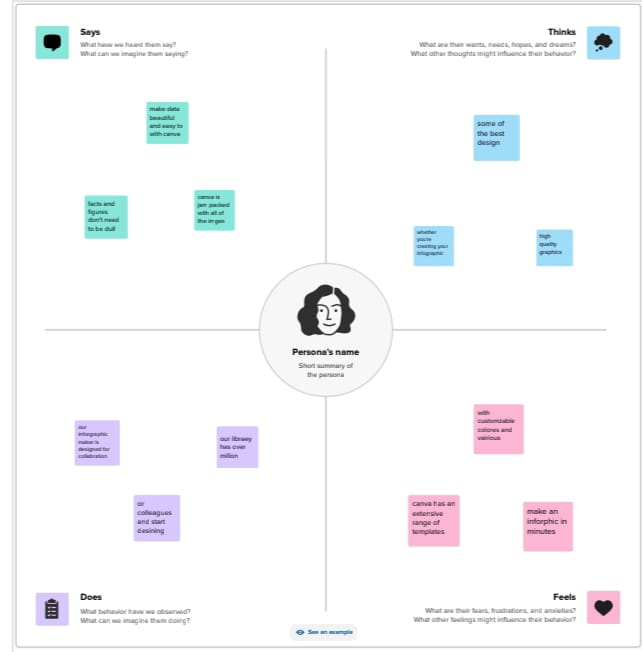 Says
What have we heard them say?
What can we imagine them saying?
Thinks
What are their wants, needs, hopes, and dreams?
What other thoughts might influence their behavior?
make data
beautiful
and easy to
with canva
facts and
figures
don't need
to be dull
canva is
jam packed
with all of
the images
some of
the best
design
whether
you're
creating your
infographic
high
quality
graphics
Persona's name
Short summary of
the persona
our
inforgraphic
maker is
designed for
collabration
our libraey
has over
millon
or
colleagues
and start
desining
with
customizable
colores and
various
canva has an
extensive
range of
templates
make an
inforphic in
minutes
Does
What behavior have we observed?
What can we imagine them doing?
See an example
Feels
What are their fears, frustrations, and anxieties?
What other feelings might influence their behavior?